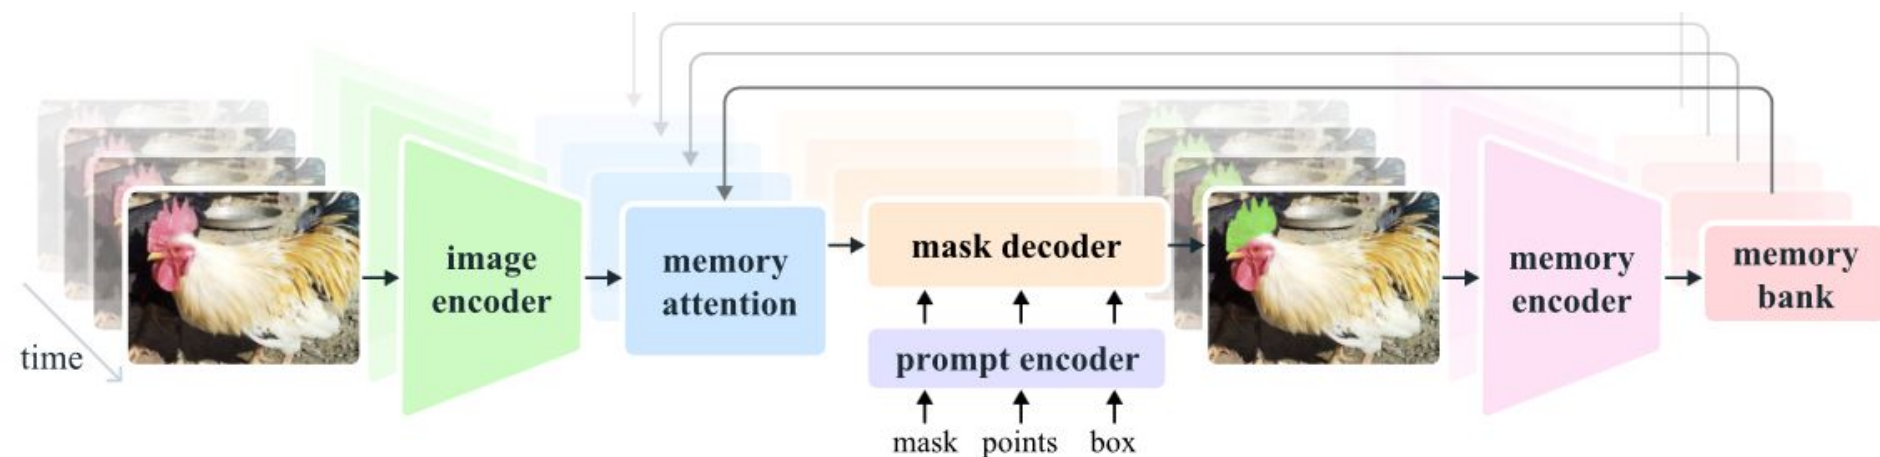 time
image
encoder
memory
attention
mask decoder
prompt encoder
mask points box
memory
encoder
memory
bank